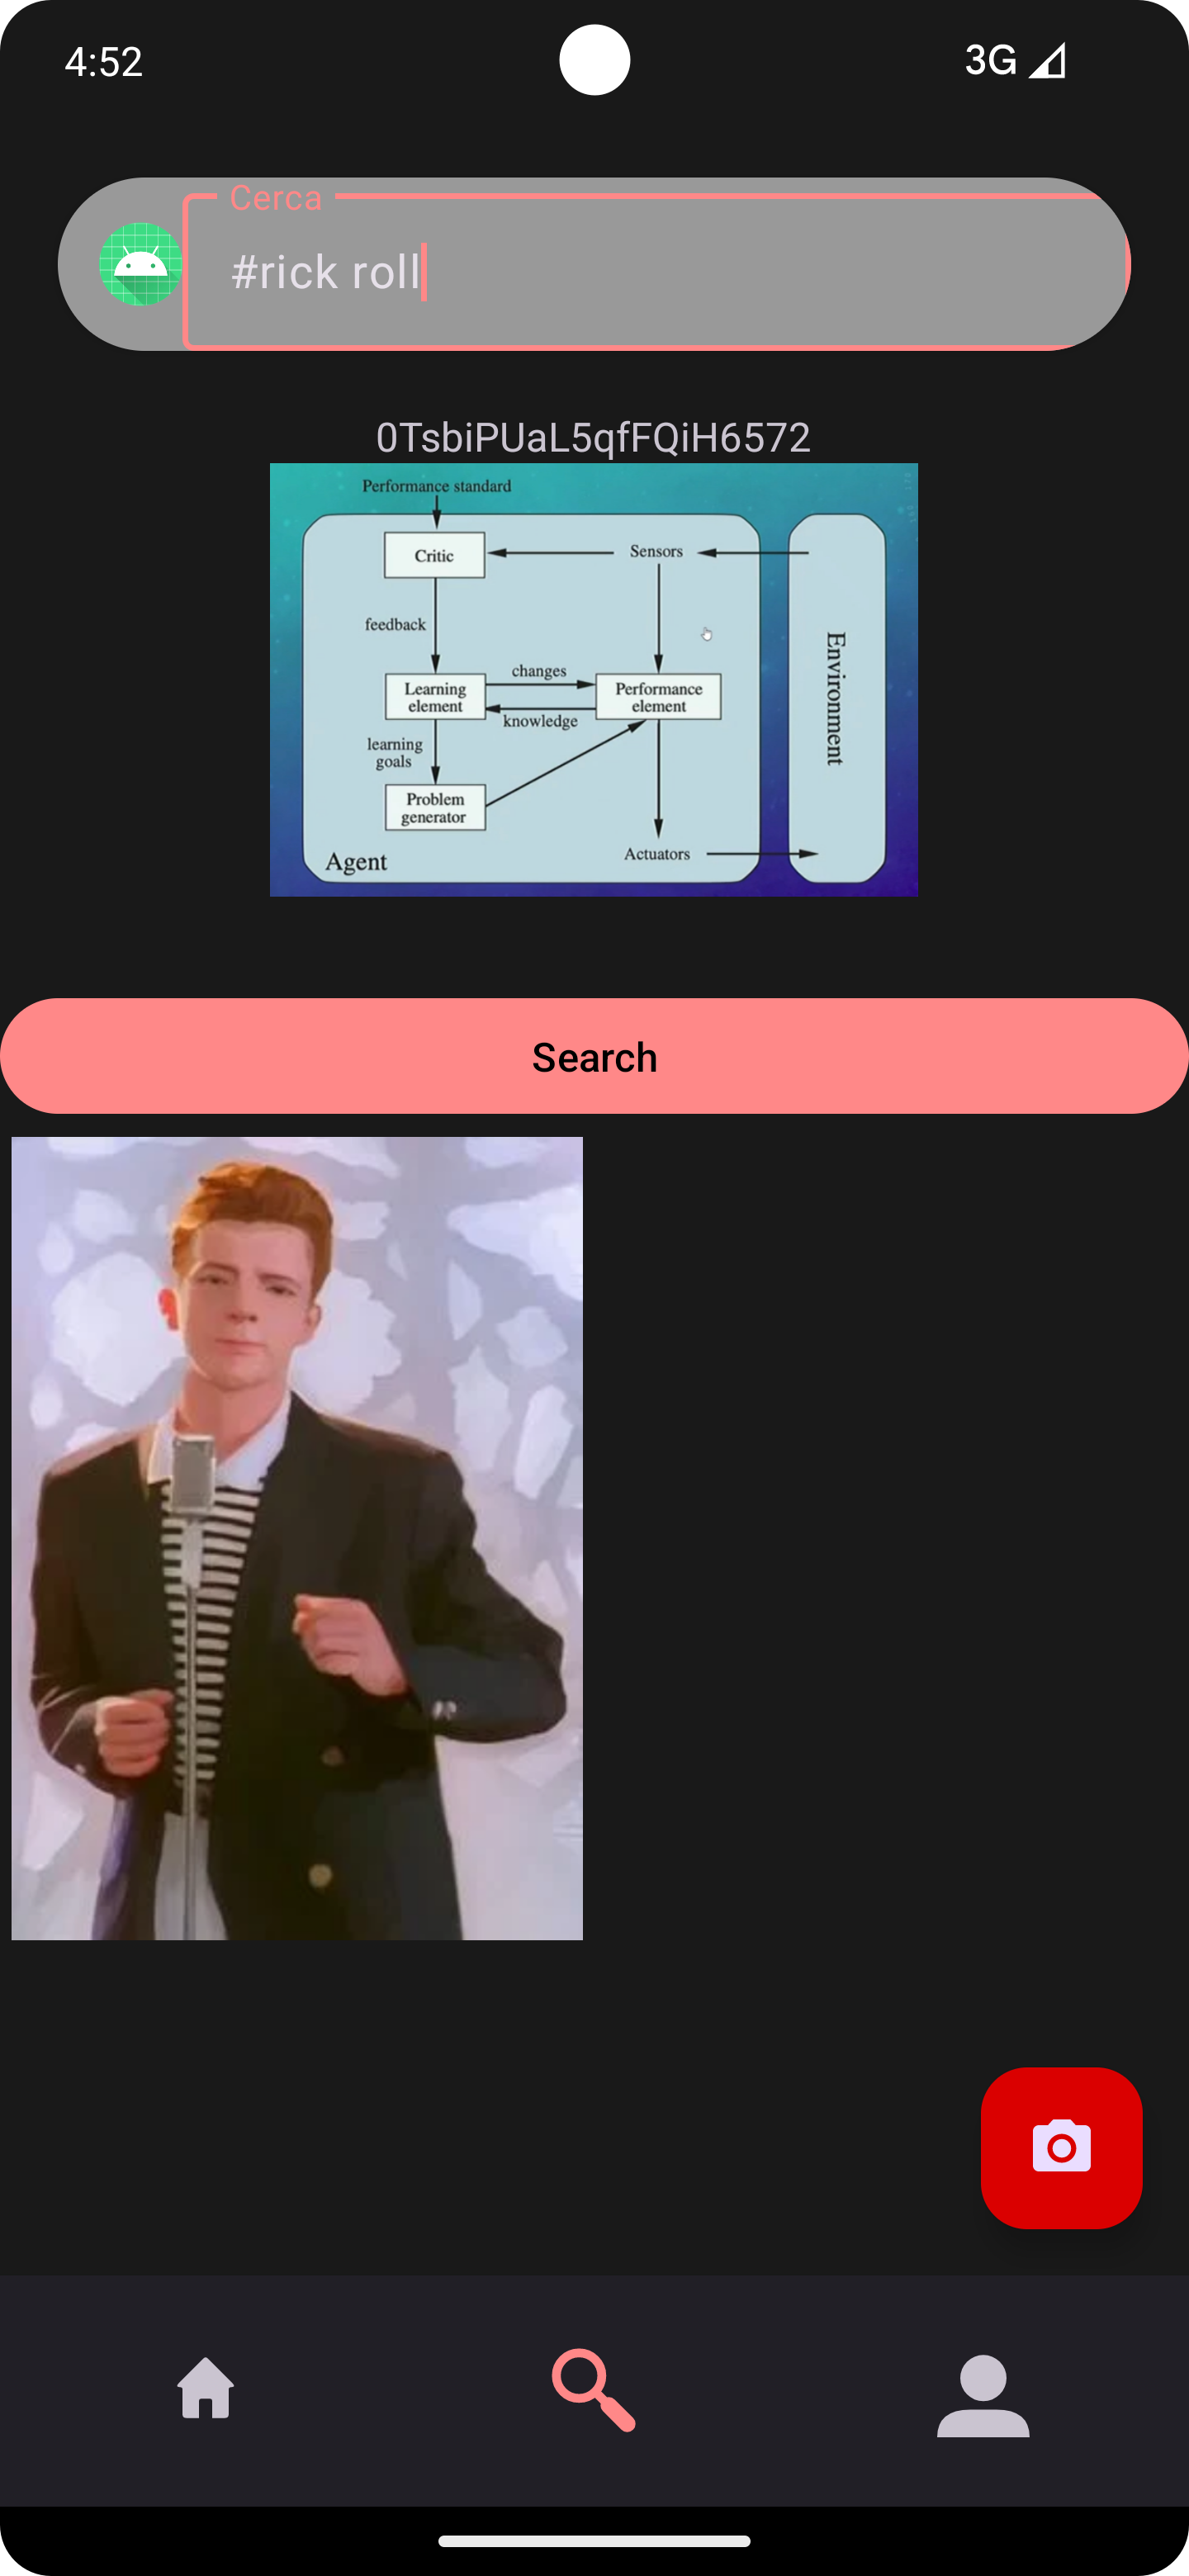 4:52
3G
Cerca
#rick roll
0TsbiPUaL5qfFQiH6572
Performance standard
Critic
Sensors
feedback
changes
Learning
element
Performance
element
knowledge
learning
goals
Problem
generator
Environment
Agent
Actuators
Search